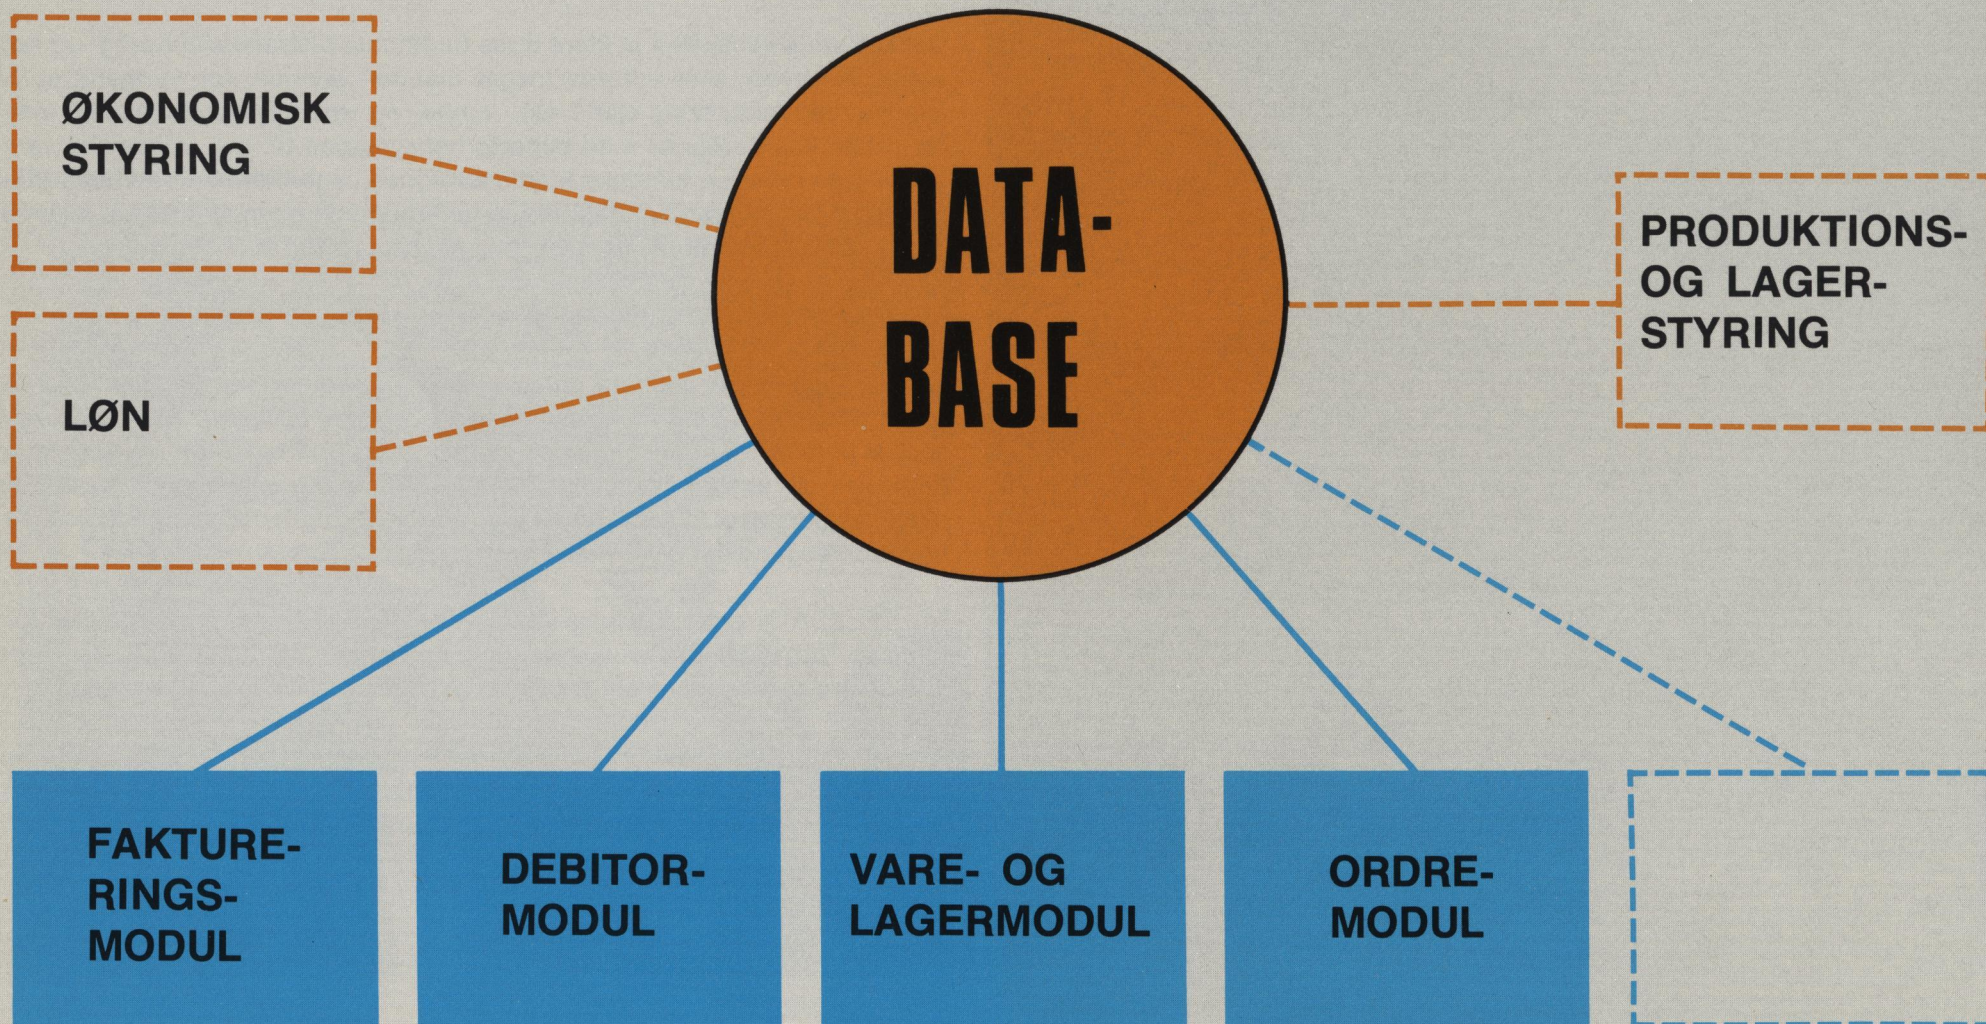 ØKONOMISK
STYRING
LØN
DATA-
BASE
PRODUKTIONS-
OG LAGER-
STYRING
FAKTURE-
RINGS-
MODUL
DEBITOR-
MODUL
VARE- OG
LAGERMODUL
ORDRE-
MODUL